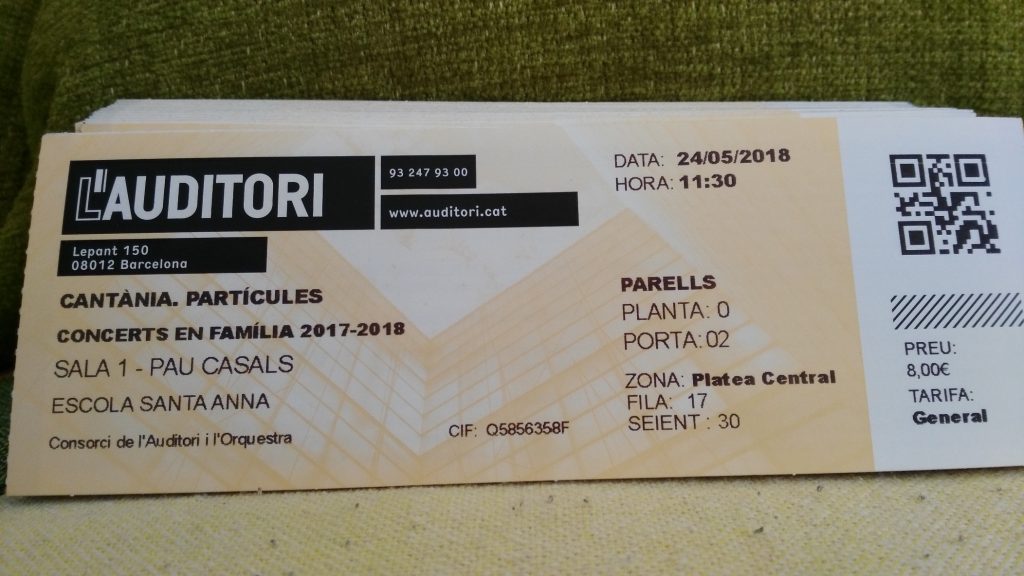 L'AUDITORI
93 247 93 00
www.auditori.cat
Lepant 150
08012 Barcelona
CANTÀNIA. PARTÍCULES
CONCERTS EN FAMÍLIA 2017-2018
SALA 1 - PAU CASALS
ESCOLA SANTA ANNA
Consorci de l'Auditori i l'Orquestra
CIF: Q5856358F
DATA: 24/05/2018
HORA: 11:30
PARELLS
PLANTA: 0
PORTA: 02
ZONA: Platea Central
FILA: 17
SEIENT : 30
PREU:
8,00€
TARIFA:
General